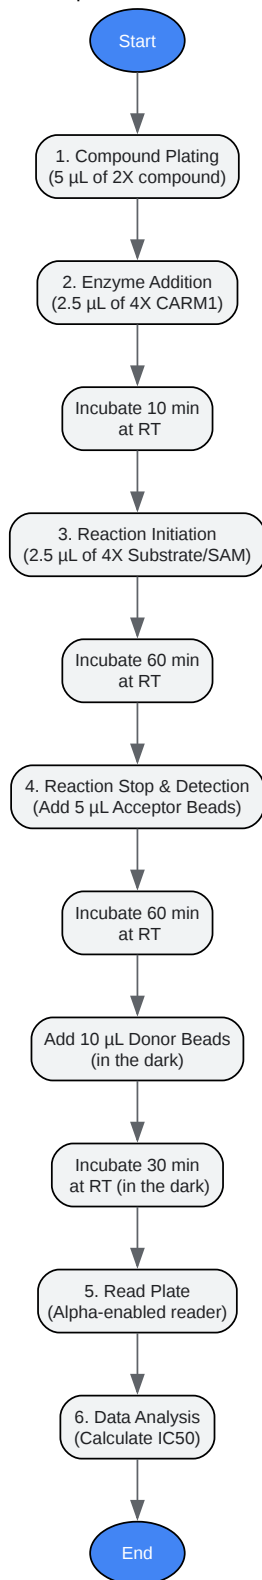 Start
1. Compound Plating
(5 µL of 2X compound)
2. Enzyme Addition
(2.5 µL of 4X CARM1)
Incubate 10 min
at RT
3. Reaction Initiation
(2.5 µL of 4X Substrate/SAM)
Incubate 60 min
at RT
4. Reaction Stop & Detection
(Add 5 µL Acceptor Beads)
Incubate 60 min
at RT
Add 10 µL Donor Beads
(in the dark)
Incubate 30 min
at RT (in the dark)
5. Read Plate
(Alpha-enabled reader)
6. Data Analysis
(Calculate IC50)
End